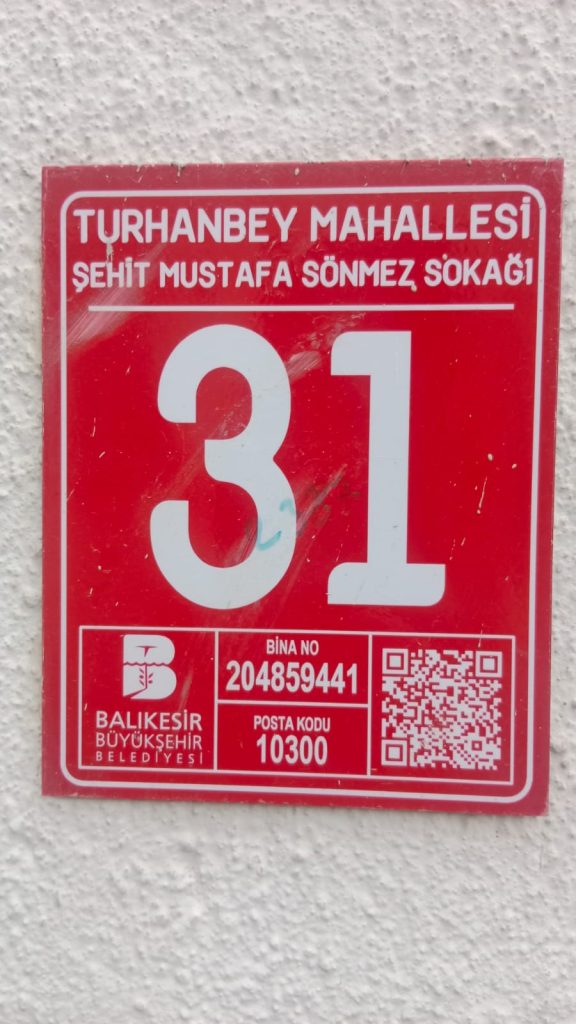 TURHANBEY MAHALLESİ
ŞEHİT MUSTAFA SÖNMEZ SOKAĞI
31
B
BALIKESİR
BÜYÜKŞEHİR
BELEDİYESİ
BİNA NO
204859441
POSTA KODU
10300